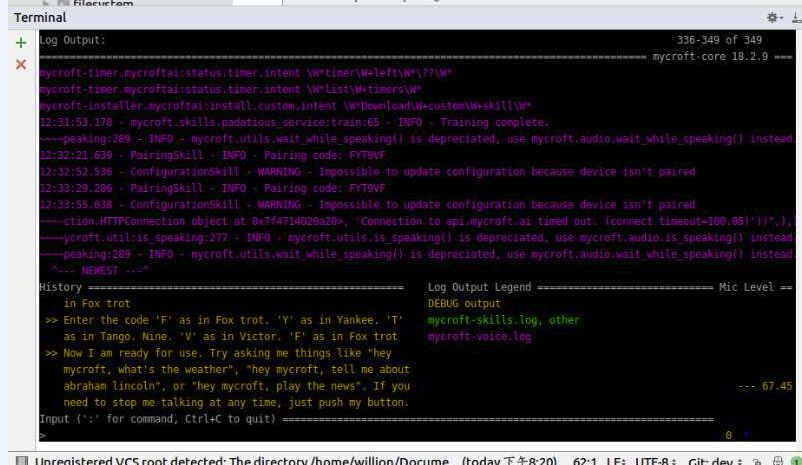 filesystem
Terminal
Log Output: 336-349 of 349
mycroft-core 18.2.9 ===
mycroft-timer.mycroftai:status.timer.intent \W*timer\W+left\W*\??\W*
mycroft-timer.mycroftai:status.timer.intent \W*list\W+timers\W*
mycroft-installer.mycroftai:install.custom.intent \W*Download\W+custom\W+skill\W*
12:31:53.178 - mycroft.skills.padatious_service:train:65 - INFO - Training complete.
~~~~peaking:289 - INFO - mycroft.utils.wait_while_speaking() is depreciated, use mycroft.audio.wait_while_speaking() instead.
12:32:21.639 - PairingSkill - INFO - Pairing code: FYT9VF
12:32:52.536 - ConfigurationSkill - WARNING - Impossible to update configuration because device isn't paired
12:33:29.286 - PairingSkill - INFO - Pairing code: FYT9VF
12:33:55.038 - ConfigurationSkill - WARNING - Impossible to update configuration because device isn't paired
~~~~ction.HTTPConnection object at 0x7f4714020a20>, 'Connection to api.mycroft.ai timed out. (connect timeout=100.05)'))",),)
~~~~ycroft.util:is_speaking:277 - INFO - mycroft.utils.is_speaking() is depreciated, use mycroft.audio.is_speaking() instead.
~~~~peaking:289 - INFO - mycroft.utils.wait_while_speaking() is depreciated, use mycroft.audio.wait_while_speaking() instead.
^--- NEWEST ---^
History === Log Output Legend === Mic Level ==
in Fox trot DEBUG output
>> Enter the code 'F' as in Fox trot. 'Y' as in Yankee. 'T' mycroft-skills.log, other
as in Tango. Nine. 'V' as in Victor. 'F' as in Fox trot mycroft-voice.log
>> Now I am ready for use. Try asking me things like "hey
mycroft, what's the weather", "hey mycroft, tell me about
abraham lincoln", or "hey mycroft, play the news". If you --- 67.45
need to stop me talking at any time, just push my button.
Input (':' for command, Ctrl+C to quit) ===
> 0 *
Unregistered VCS root detected: The directory /home/willion/Docume... (today 下午8:20) 62:1 LF: UTF-8: Git: dev